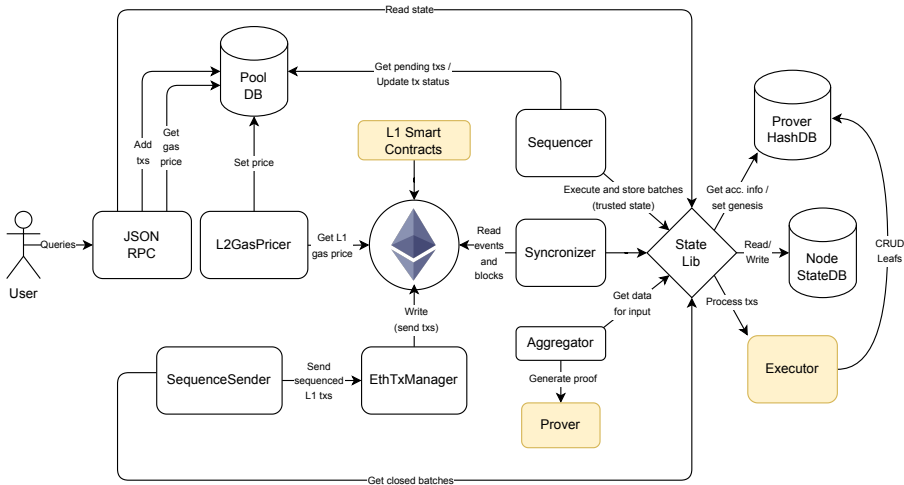 Read state
Pool
DB
Get pending txs /
Update tx status
Prover
HashDB
Add
txs
Get
gas
price
Set price
L1 Smart
Contracts
Sequencer
Execute and store batches
(trusted state)
Get acc. info /
set genesis
User
Queries
JSON
RPC
L2GasPricer
Get L1
gas price
Read
events
and
blocks
Syncronizer
State
Lib
Read/
Write
Node
StateDB
CRUD
Leafs
Write
(send txs)
Get data
for input
Process txs
SequenceSender
Send
sequenced
L1 txs
EthTxManager
Aggregator
Generate proof
Prover
Executor
Get closed batches